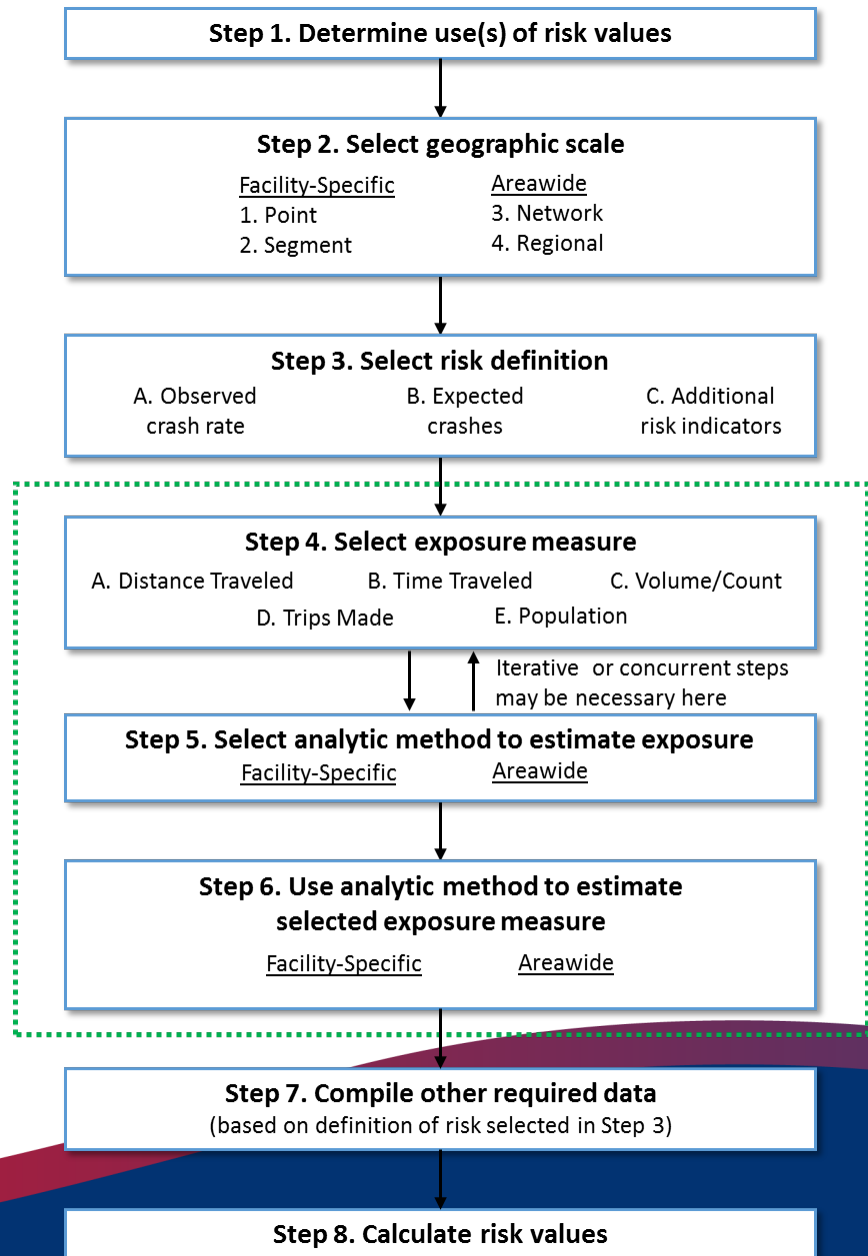 Step 1. Determine use(s) of risk values
Step 2. Select geographic scale
Facility-Specific Areawide
1. Point 3. Network
2. Segment 4. Regional
Step 3. Select risk definition
A. Observed B. Expected C. Additional
crash rate crashes risk indicators
Step 4. Select exposure measure
A. Distance Traveled B. Time Traveled C. Volume/Count
D. Trips Made E. Population
Iterative or concurrent steps
may be necessary here
Step 5. Select analytic method to estimate exposure
Facility-Specific Areawide
Step 6. Use analytic method to estimate
selected exposure measure
Facility-Specific Areawide
Step 7. Compile other required data
(based on definition of risk selected in Step 3)
Step 8. Calculate risk values